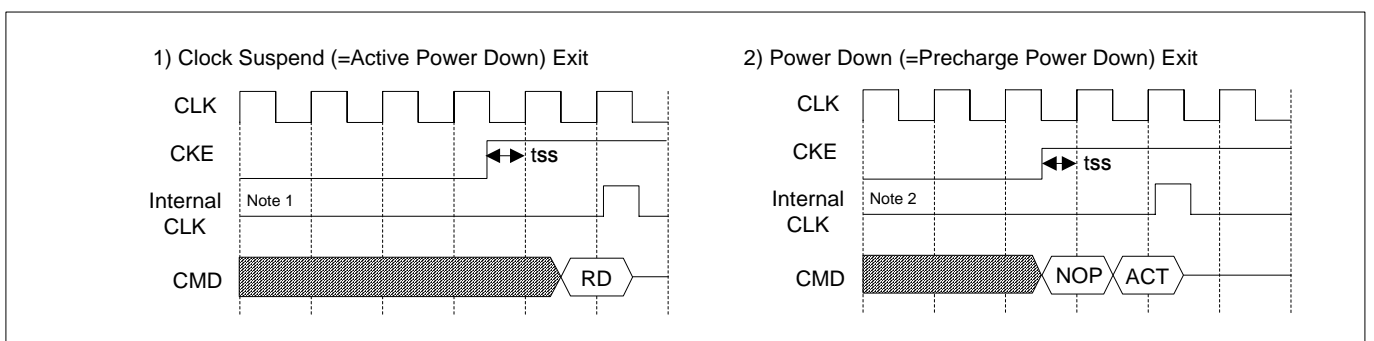 1) Clock Suspend (=Active Power Down) Exit
CLK
CKE
tss
Internal
CLK
Note 1
CMD
RD
2) Power Down (=Precharge Power Down) Exit
CLK
CKE
tss
Internal
CLK
Note 2
CMD
NOP
ACT